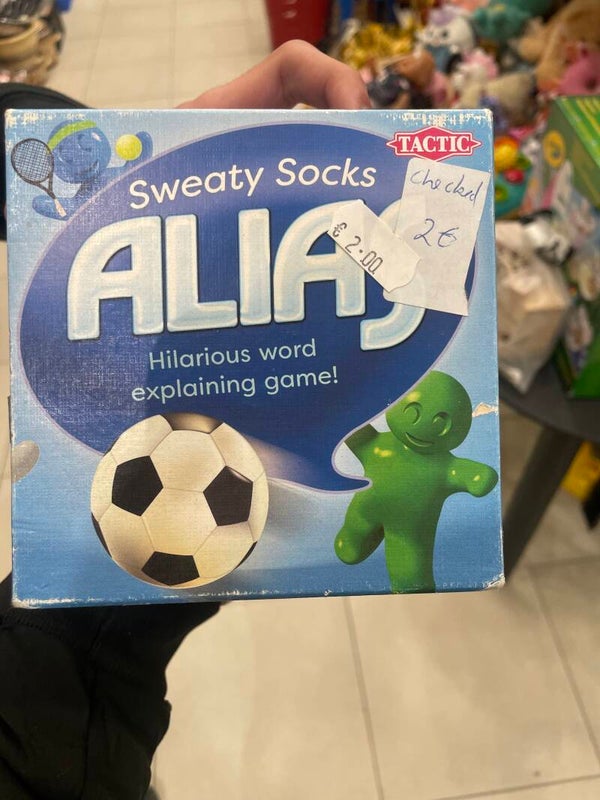 TACTIC
Sweaty Socks
checked
2€
€ 2.00
ALIAS
Hilarious word
explaining game!